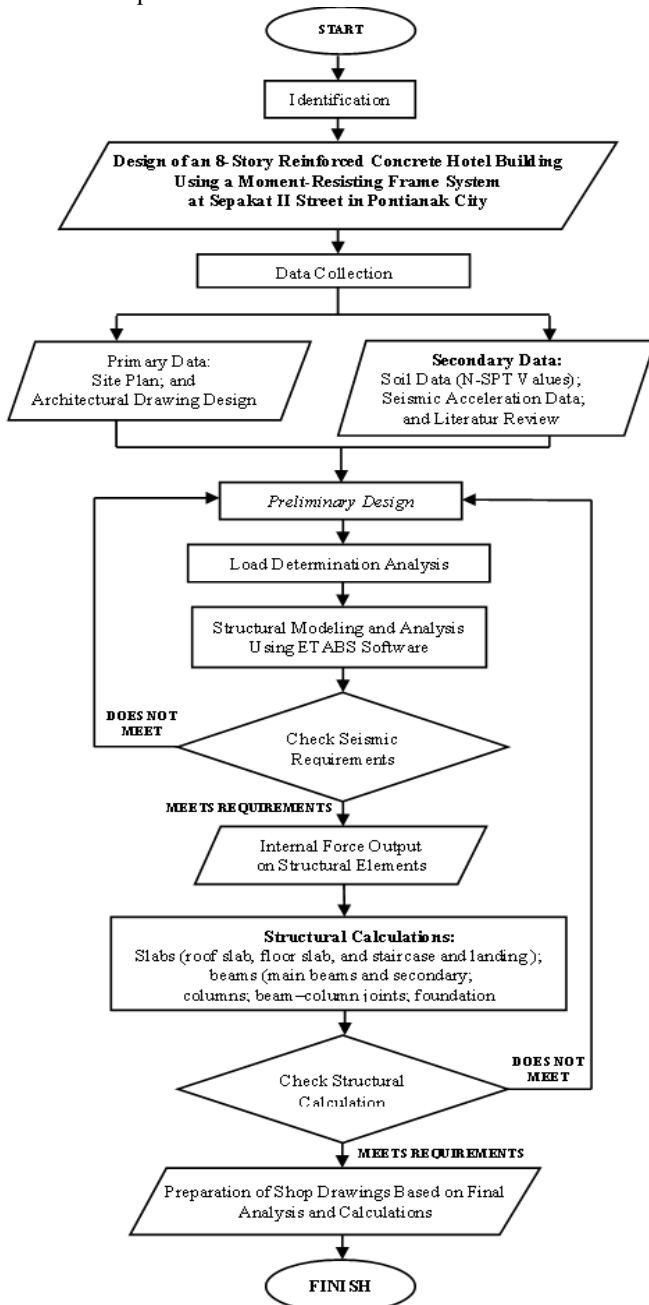 START
Identification
Design of an 8-Story Reinforced Concrete Hotel Building
Using a Moment-Resisting Frame System
at Sepakat II Street in Pontianak City
Data Collection
Primary Data:
Site Plan; and
Architectural Drawing Design
Secondary Data:
Soil Data (N-SPT Values);
Seismic Acceleration Data;
and Literatur Review
Preliminary Design
Load Determination Analysis
Structural Modeling and Analysis
Using ETABS Software
DOES NOT
MEET
Check Seismic
Requirements
MEETS REQUIREMENTS
Internal Force Output
on Structural Elements
Structural Calculations:
Slabs (roof slab, floor slab, and staircase and landing);
beams (main beams and secondary;
columns; beam–column joints; foundation
DOES NOT
MEET
Check Structural
Calculation
MEETS REQUIREMENTS
Preparation of Shop Drawings Based on Final
Analysis and Calculations
FINISH